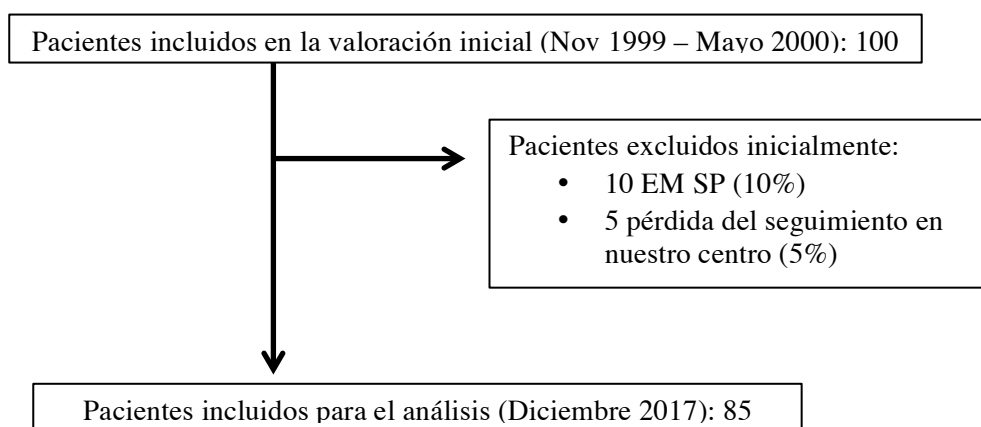 Pacientes incluidos en la valoración inicial (Nov 1999 – Mayo 2000): 100
Pacientes excluidos inicialmente:
• 10 EM SP (10%)
• 5 pérdida del seguimiento en
nuestro centro (5%)
Pacientes incluidos para el análisis (Diciembre 2017): 85